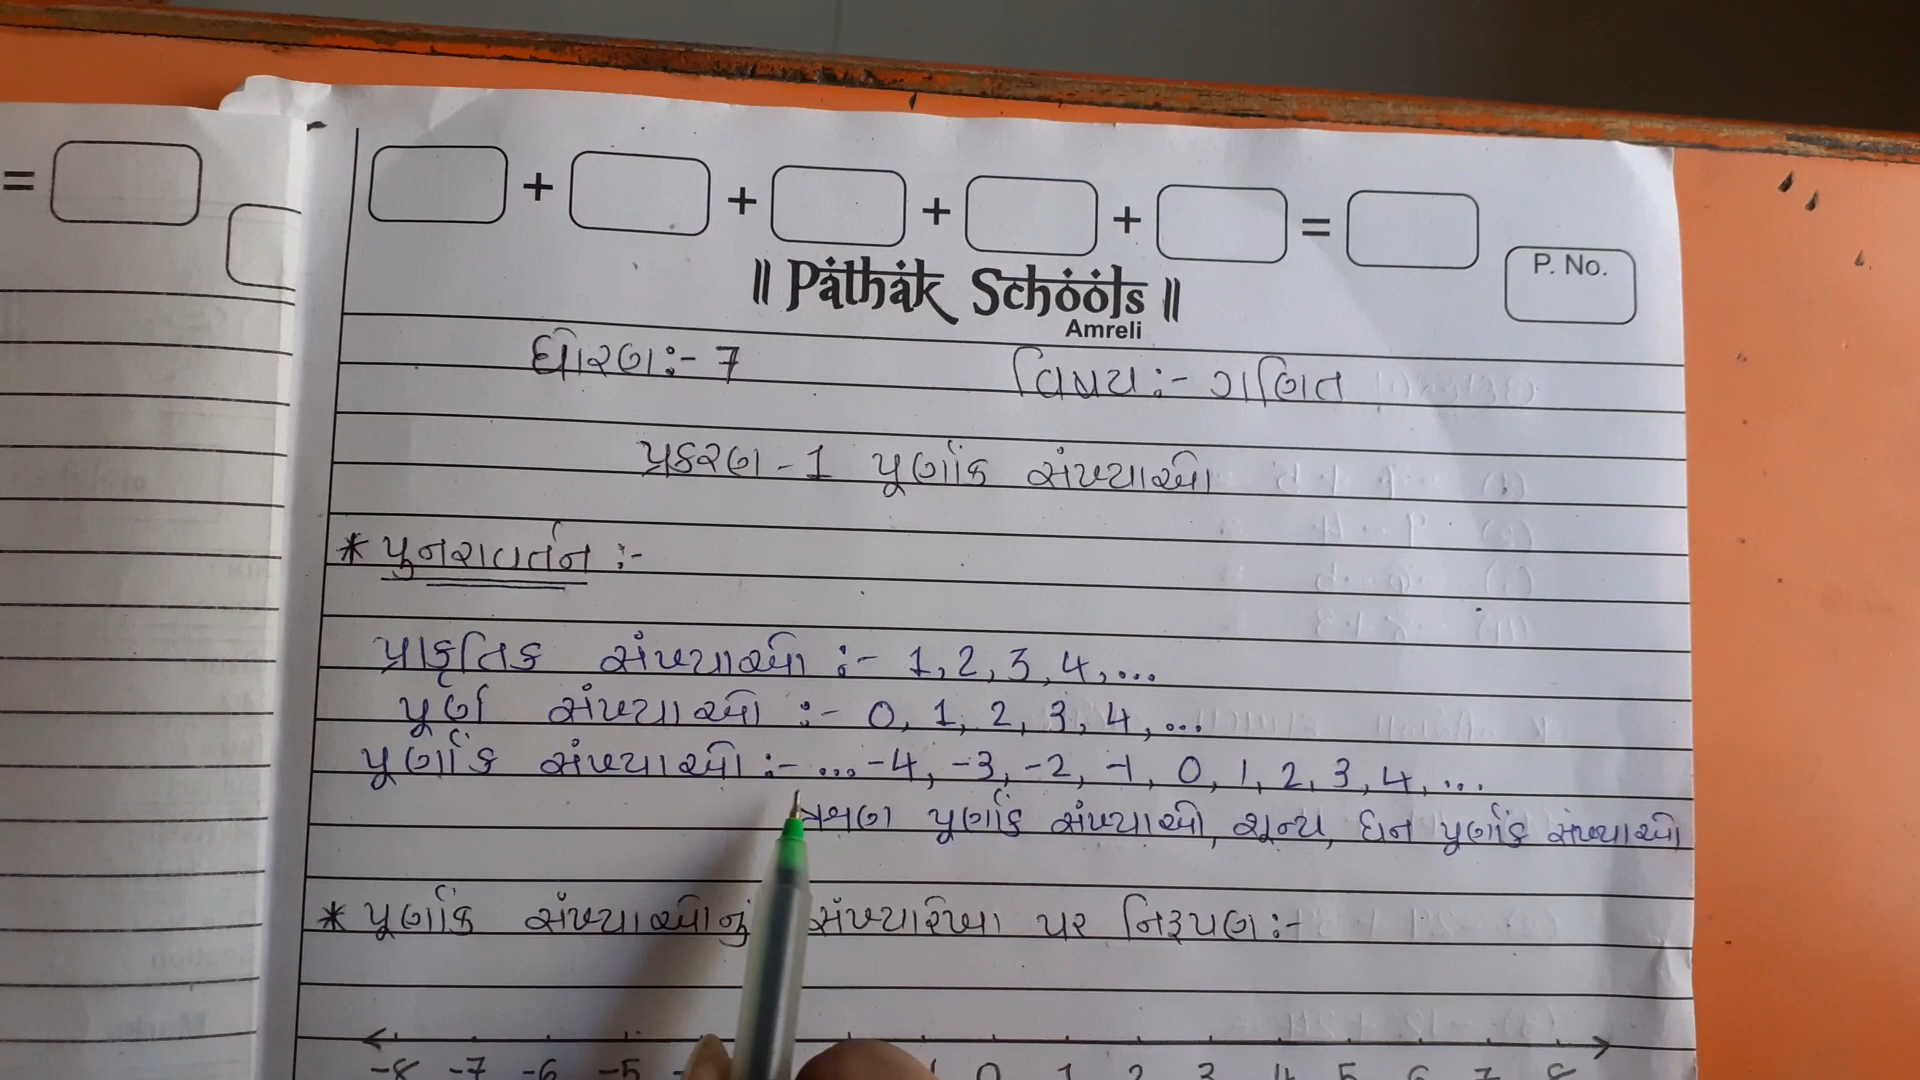 = 
+ + + + =
P. No.
॥ Pathak Schools ॥
Amreli
ધોરણ:- 7 વિષય:- ગણિત
પ્રકરણ-1 પૂર્ણાંક સંખ્યાઓ
* પુનરાવર્તન :-
પ્રાકૃતિક સંખ્યાઓ :- 1, 2, 3, 4, ...
પૂર્ણ સંખ્યાઓ :- 0, 1, 2, 3, 4, ...
પૂર્ણાંક સંખ્યાઓ :- ... -4, -3, -2, -1, 0, 1, 2, 3, 4, ...
પૂર્ણાંક સંખ્યાઓ, શૂન્ય, ધન પૂર્ણાંક સંખ્યાઓ
* પૂર્ણાંક સંખ્યાઓનું સંખ્યારેખા પર નિરૂપણ :-
-8 -7 -6 -5 0 1 2 3 4 5 6 7 8